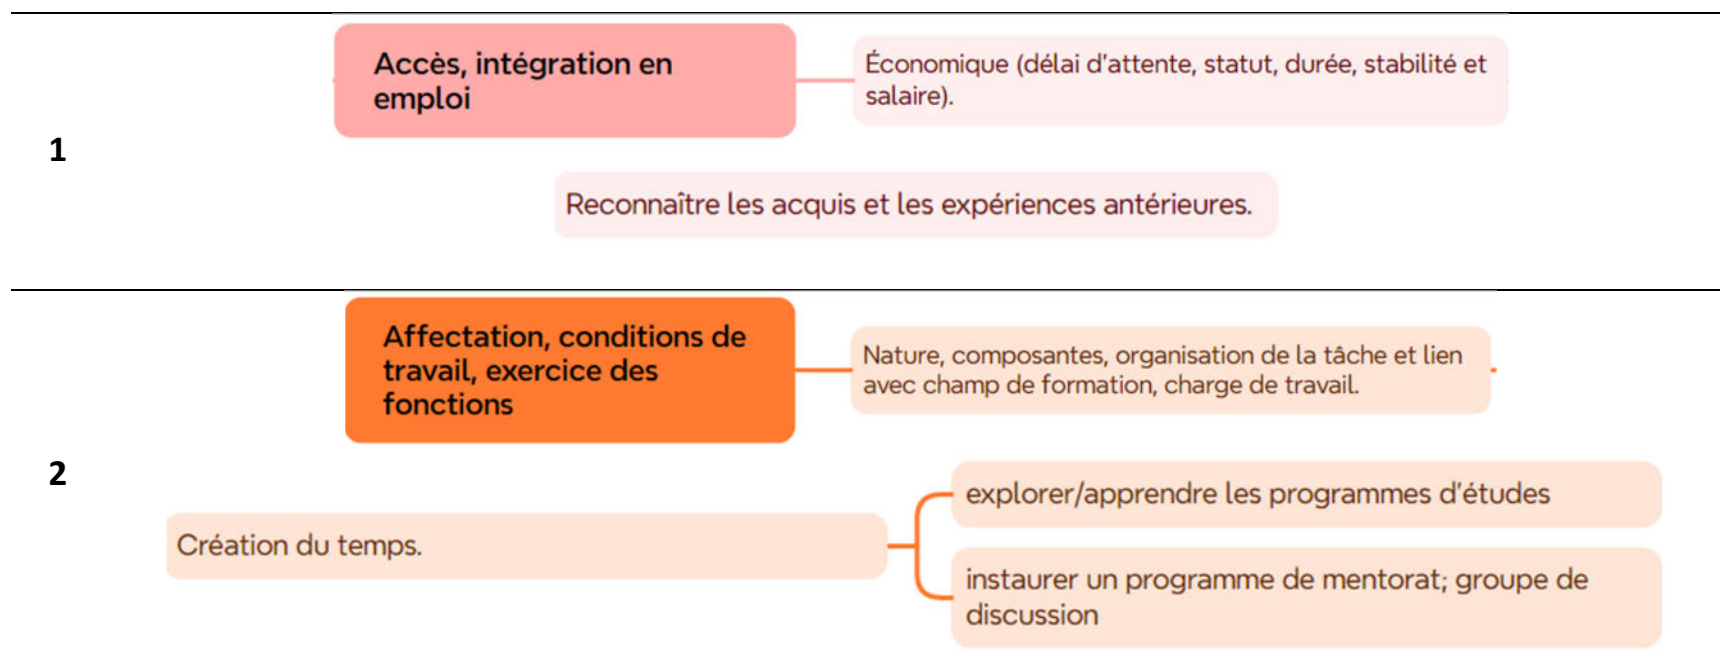 1
Accès, intégration en
emploi
Économique (délai d'attente, statut, durée, stabilité et
salaire).
Reconnaître les acquis et les expériences antérieures.
2
Affectation, conditions de
travail, exercice des
fonctions
Nature, composantes, organisation de la tâche et lien
avec champ de formation, charge de travail.
Création du temps.
explorer/apprendre les programmes d'études
instaurer un programme de mentorat; groupe de
discussion